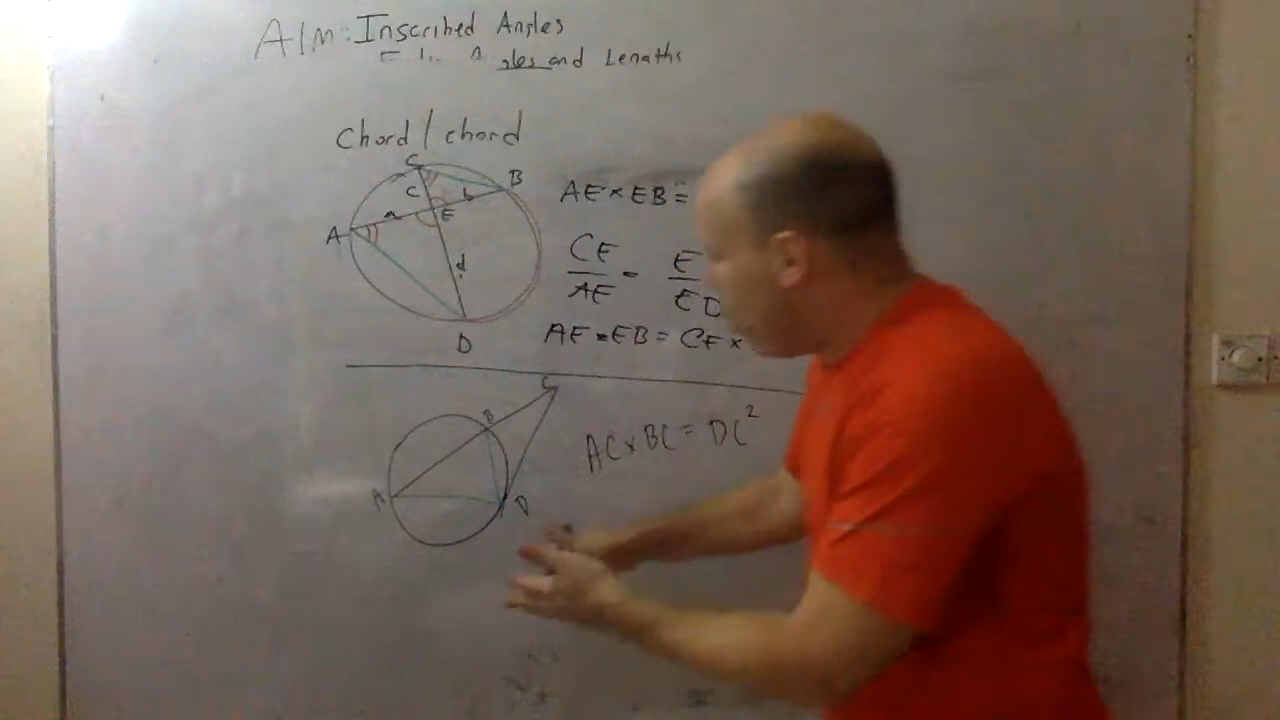 AIM: Inscribed Angles
and Lengths
Chord/chord
C
c
b
B
a
E
A
d
D
AE×EB=
CE
AE
=
E
ED
AE×EB=CE×
C
B
A
D
AC×BC=DC²